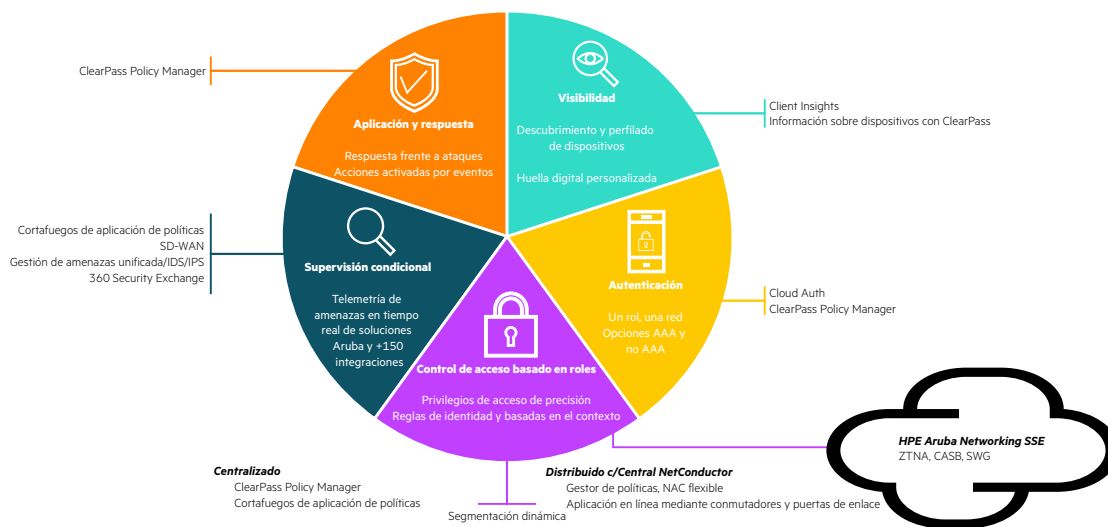 ClearPass Policy Manager
Aplicación y respuesta
Respuesta frente a ataques
Acciones activadas por eventos
Visibilidad
Descubrimiento y perfilado
de dispositivos
Huella digital personalizada
Client Insights
Información sobre dispositivos con ClearPass
Cortafuegos de aplicación de políticas
SD-WAN
Gestión de amenazas unificada/IDS/IPS
360 Security Exchange
Supervisión condicional
Telemetría de
amenazas en tiempo
real de soluciones
Aruba y +150
integraciones
Autenticación
Un rol, una red
Opciones AAA y
no AAA
Cloud Auth
ClearPass Policy Manager
Control de acceso basado en roles
Privilegios de acceso de precisión
Reglas de identidad y basadas en el contexto
HPE Aruba Networking SSE
ZTNA, CASB, SWG
Centralizado
ClearPass Policy Manager
Cortafuegos de aplicación de políticas
Segmentación dinámica
Distribuido c/Central NetConductor
Gestor de políticas, NAC flexible
Aplicación en línea mediante conmutadores y puertas de enlace